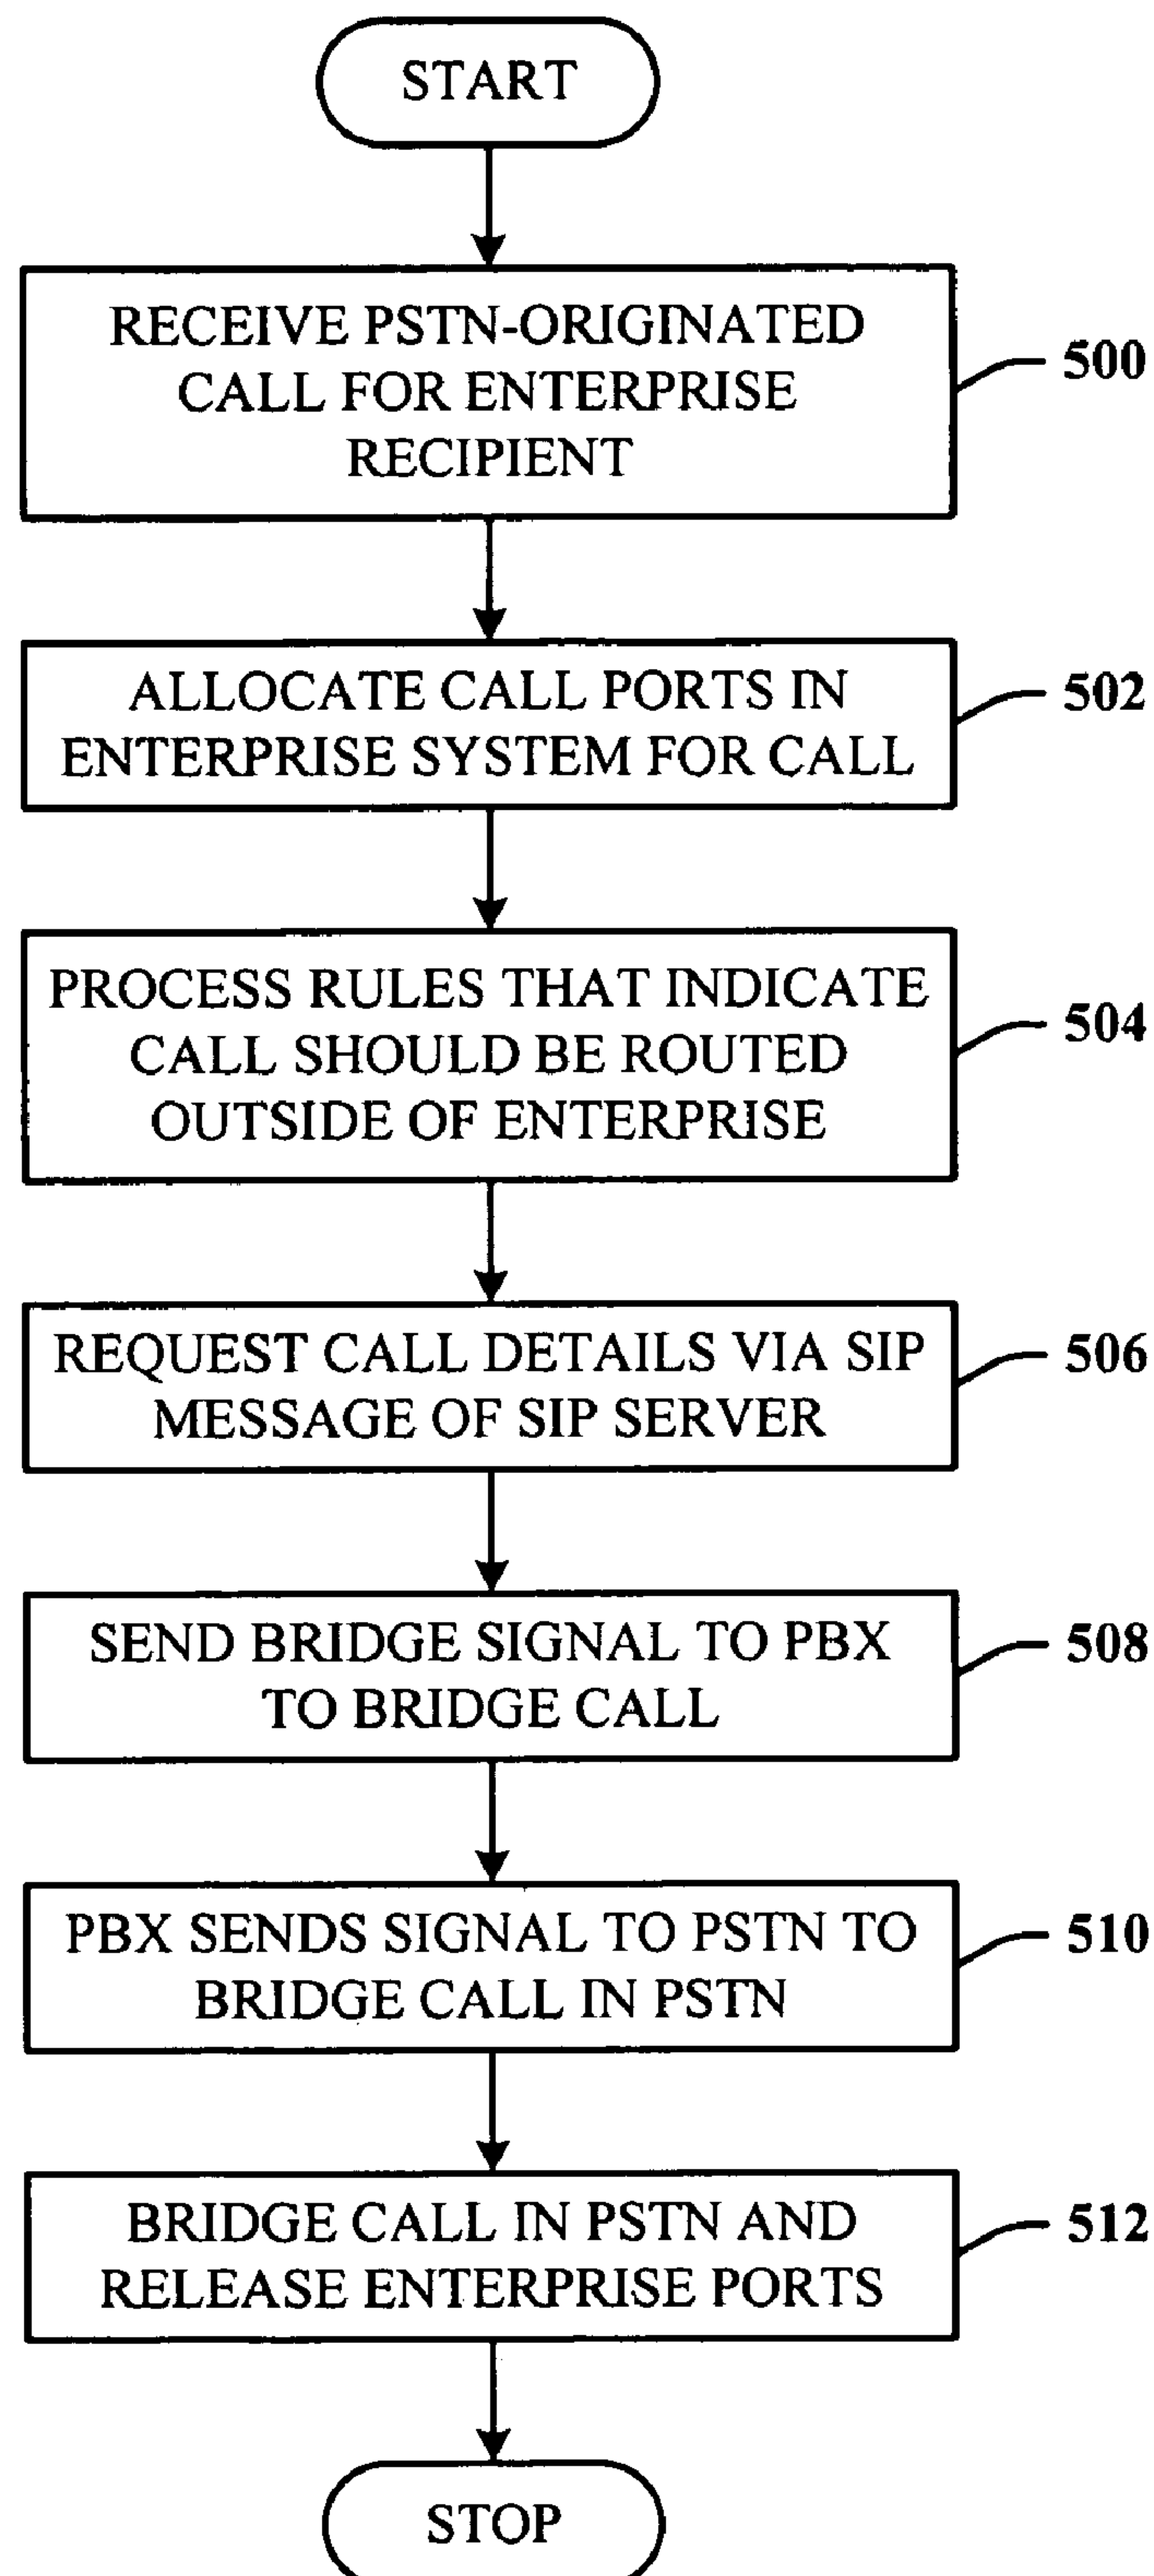 START
RECEIVE PSTN-ORIGINATED
CALL FOR ENTERPRISE
RECIPIENT
500
ALLOCATE CALL PORTS IN
ENTERPRISE SYSTEM FOR CALL
502
PROCESS RULES THAT INDICATE
CALL SHOULD BE ROUTED
OUTSIDE OF ENTERPRISE
504
REQUEST CALL DETAILS VIA SIP
MESSAGE OF SIP SERVER
506
SEND BRIDGE SIGNAL TO PBX
TO BRIDGE CALL
508
PBX SENDS SIGNAL TO PSTN TO
BRIDGE CALL IN PSTN
510
BRIDGE CALL IN PSTN AND
RELEASE ENTERPRISE PORTS
512
STOP